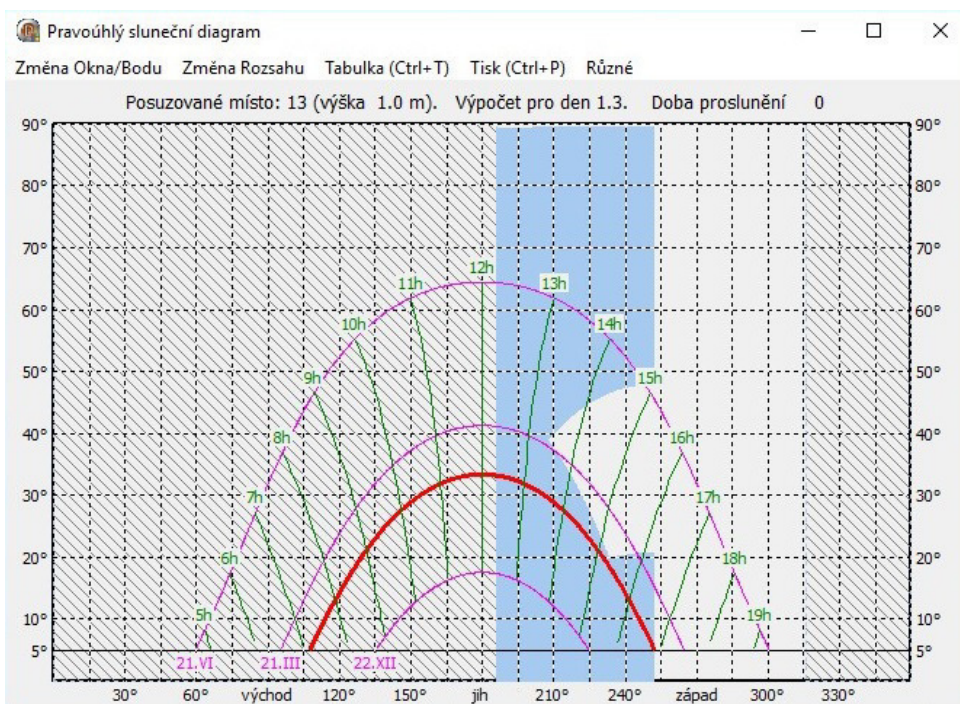 Pravoúhlý sluneční diagram
Změna Okna/Bodu Změna Rozsahu Tabulka (Ctrl+T) Tisk (Ctrl+P) Různé
Posuzované místo: 13 (výška 1.0 m). Výpočet pro den 1.3. Doba proslunění 0
90° 90°
80° 80°
70° 70°
12h
11h 13h
60° 60°
10h 14h
50° 50°
9h 15h
40° 40°
8h 16h
30° 30°
7h 17h
20° 20°
6h 18h
10° 10°
5h 19h
5° 5°
21.VI 21.III 22.XII
30° 60° východ 120° 150° jih 210° 240° západ 300° 330°